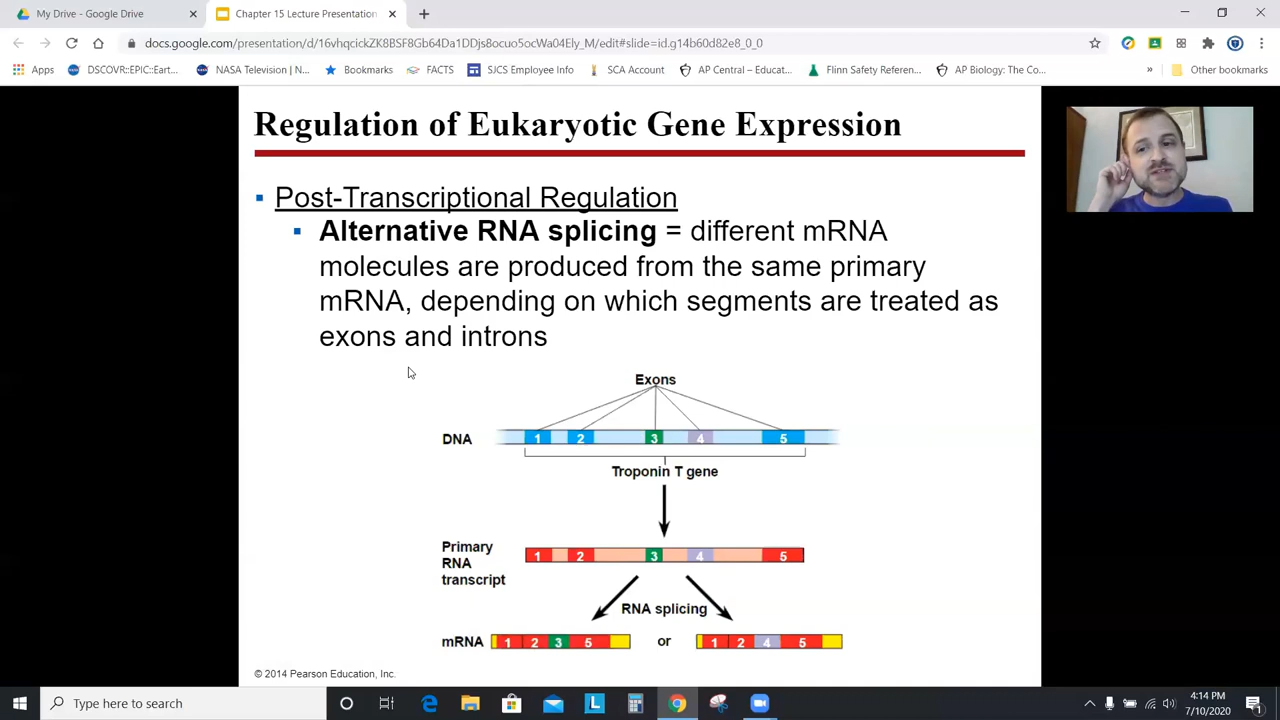 My Drive - Google Drive
Chapter 15 Lecture Presentation
docs.google.com/presentation/d/16vhqcickZK8BSF8GF64D1TDDjs8ocuo5ocWa04Ely_M/edit#slide=id.g14b60d82e8_0_0
Apps
DSCOVR::EPIC::Eart...
NASA Television | N...
Bookmarks
FACTS
SJCS Employee Info
SCA Account
AP Central – Educat...
Flinn Safety Referen...
AP Biology: The Co...
»
Other bookmarks
Regulation of Eukaryotic Gene Expression
Post-Transcriptional Regulation
Alternative RNA splicing = different mRNA
molecules are produced from the same primary
mRNA, depending on which segments are treated as
exons and introns
Exons
DNA
1 2 3 4 5
Troponin T gene
Primary
RNA
transcript
1 2 3 4 5
RNA splicing
mRNA
1 2 3 5
or
1 2 4 5
© 2014 Pearson Education, Inc.
Type here to search
4:14 PM
7/10/2020